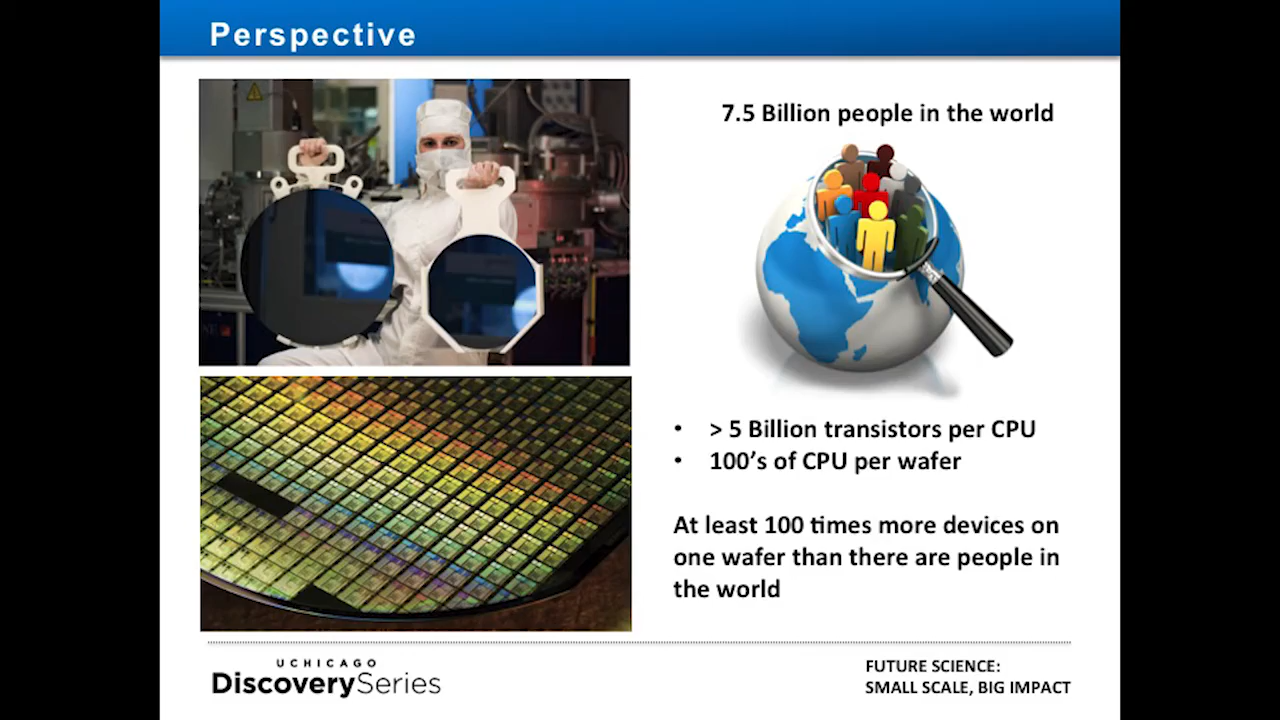 Perspective
7.5 Billion people in the world
• > 5 Billion transistors per CPU
• 100’s of CPU per wafer
At least 100 times more devices on
one wafer than there are people in
the world
UCHICAGO
DiscoverySeries
FUTURE SCIENCE:
SMALL SCALE, BIG IMPACT